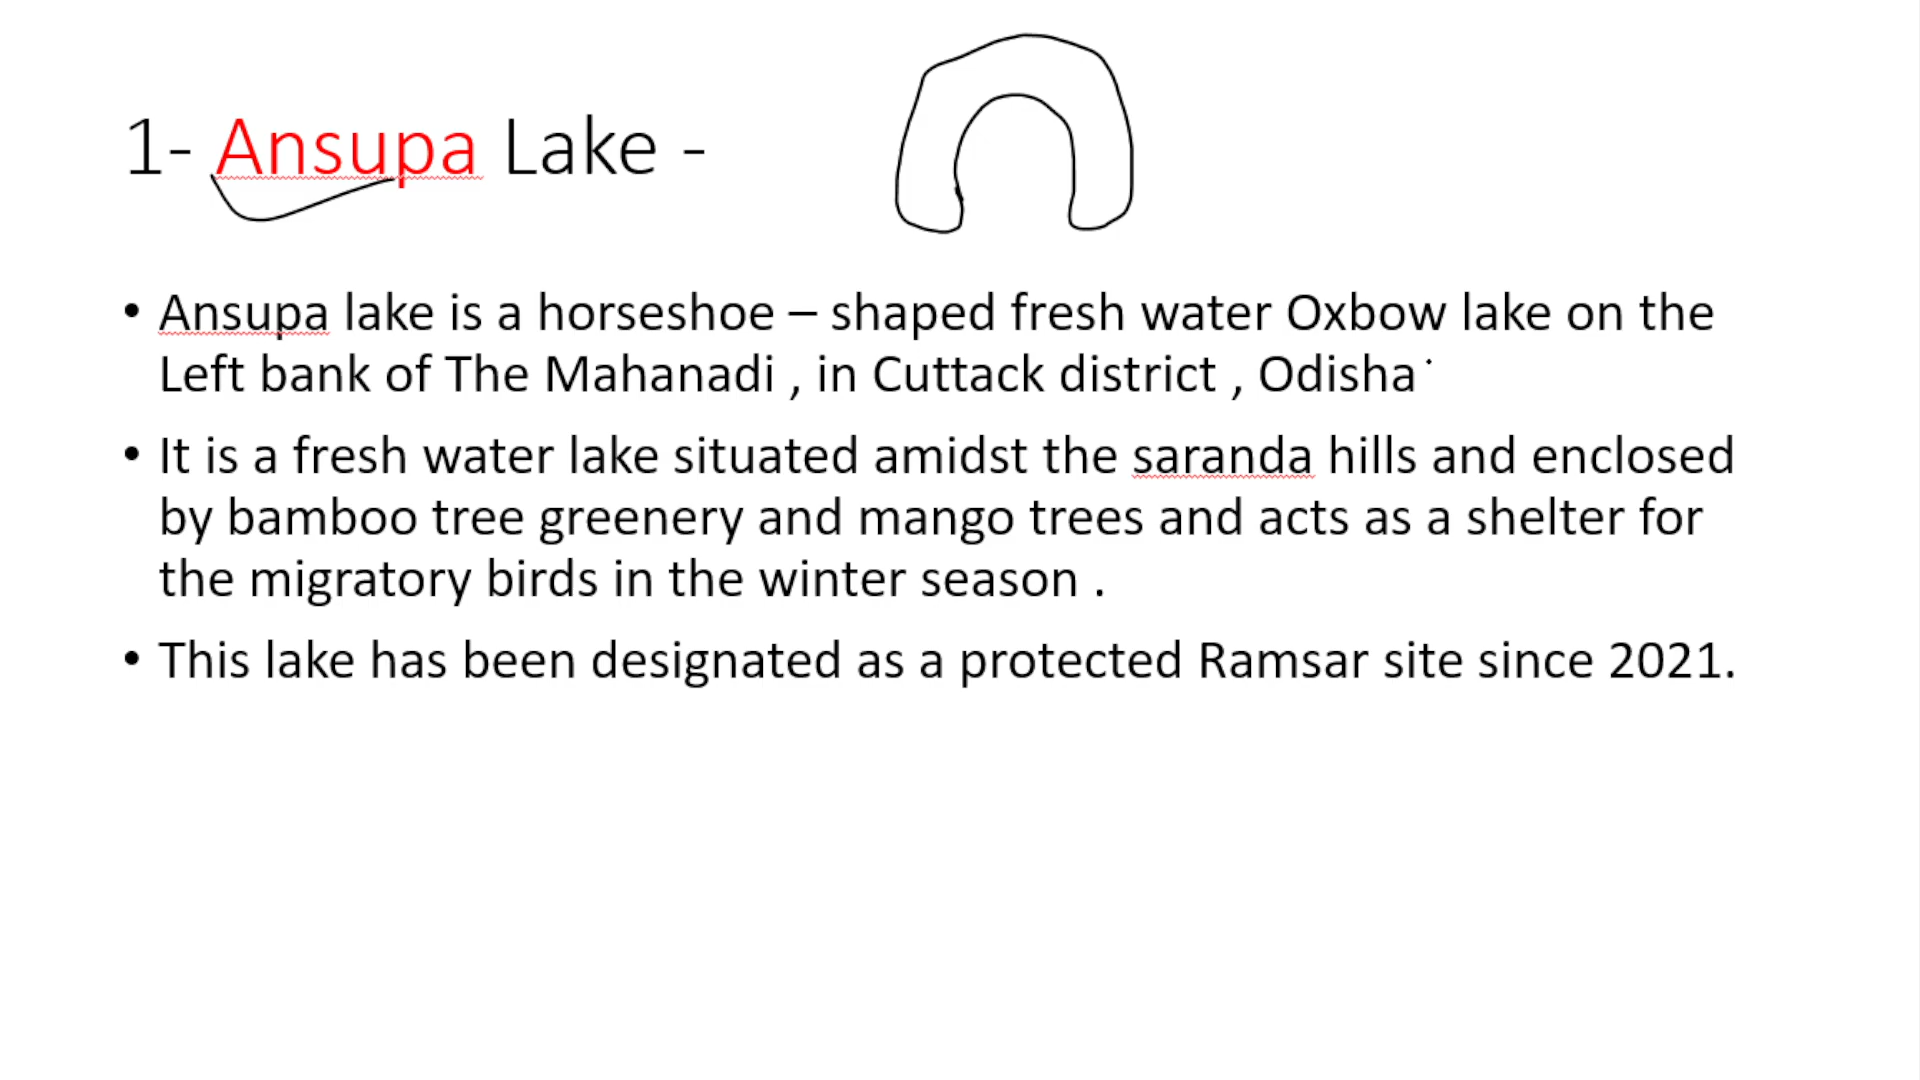 1- Ansupa Lake -
• Ansupa lake is a horseshoe – shaped fresh water Oxbow lake on the
Left bank of The Mahanadi , in Cuttack district , Odisha
• It is a fresh water lake situated amidst the saranda hills and enclosed
by bamboo tree greenery and mango trees and acts as a shelter for
the migratory birds in the winter season .
• This lake has been designated as a protected Ramsar site since 2021.